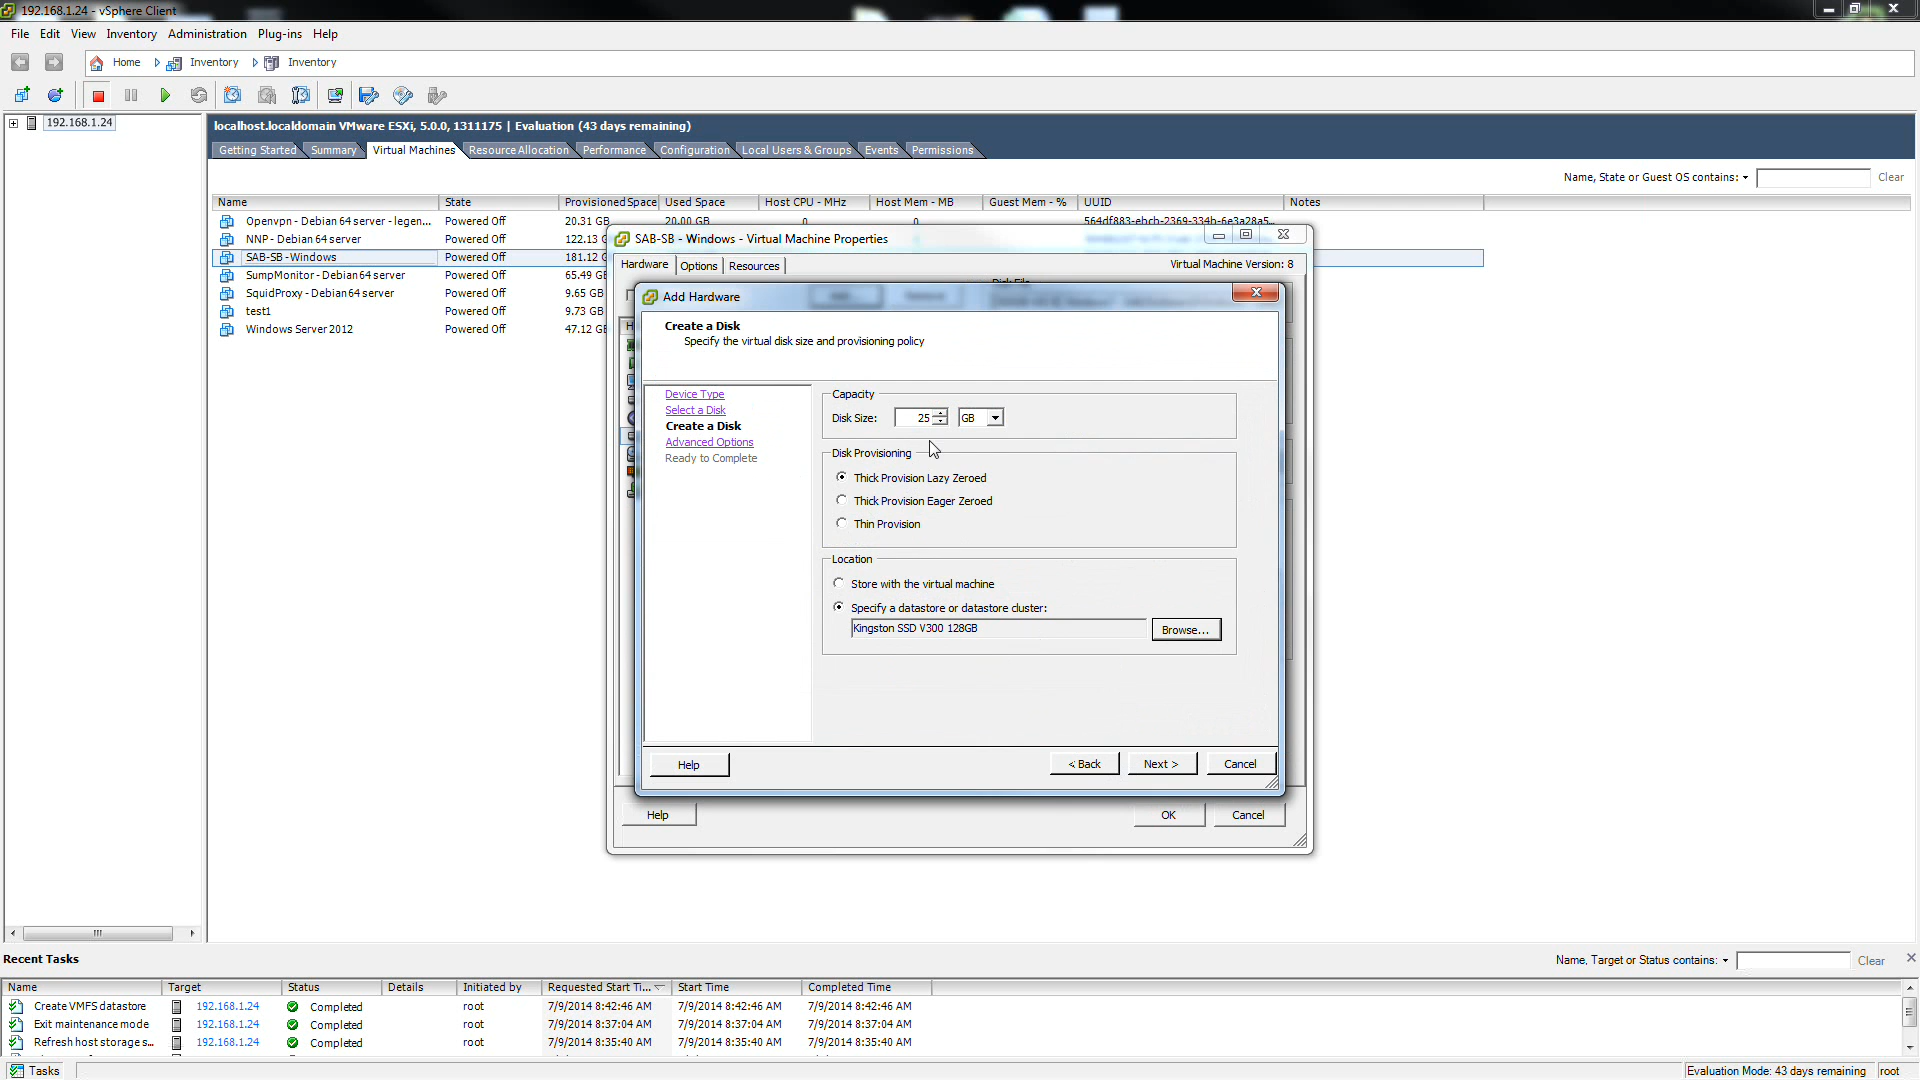 192.168.1.24 - vSphere Client
File Edit View Inventory Administration Plug-ins Help
Home Inventory Inventory
192.168.1.24
localhost.localdomain VMware ESXi, 5.0.0, 1311175 | Evaluation (43 days remaining)
Getting Started Summary Virtual Machines Resource Allocation Performance Configuration Local Users & Groups Events Permissions
Name, State or Guest OS contains: Clear
Name State Provisioned Space Used Space Host CPU - MHz Host Mem - MB Guest Mem - % UUID Notes
Openvpn - Debian 64 server - legen... Powered Off 20.31 GB 20.00 GB 0 0
NNP - Debian 64 server Powered Off 122.13 G
SAB-SB - Windows Powered Off 181.12 G
SumpMonitor - Debian64 server Powered Off 65.49 GB
SquidProxy - Debian64 server Powered Off 9.65 GB
test1 Powered Off 9.73 GB
Windows Server 2012 Powered Off 47.12 GB
SAB-SB - Windows - Virtual Machine Properties
Hardware Options Resources Virtual Machine Version: 8
Disk File
Add Hardware
Create a Disk
Specify the virtual disk size and provisioning policy
Device Type
Select a Disk
Create a Disk
Advanced Options
Ready to Complete
Capacity
Disk Size: 25 GB
Disk Provisioning
Thick Provision Lazy Zeroed
Thick Provision Eager Zeroed
Thin Provision
Location
Store with the virtual machine
Specify a datastore or datastore cluster:
Kingston SSD V300 128GB Browse...
Help < Back Next > Cancel
Help OK Cancel
Recent Tasks Name, Target or Status contains: Clear
Name Target Status Details Initiated by Requested Start Ti... Start Time Completed Time
Create VMFS datastore 192.168.1.24 Completed root 7/9/2014 8:42:46 AM 7/9/2014 8:42:46 AM 7/9/2014 8:42:46 AM
Exit maintenance mode 192.168.1.24 Completed root 7/9/2014 8:37:04 AM 7/9/2014 8:37:04 AM 7/9/2014 8:37:04 AM
Refresh host storage s... 192.168.1.24 Completed root 7/9/2014 8:35:40 AM 7/9/2014 8:35:40 AM 7/9/2014 8:35:40 AM
Tasks Evaluation Mode: 43 days remaining root